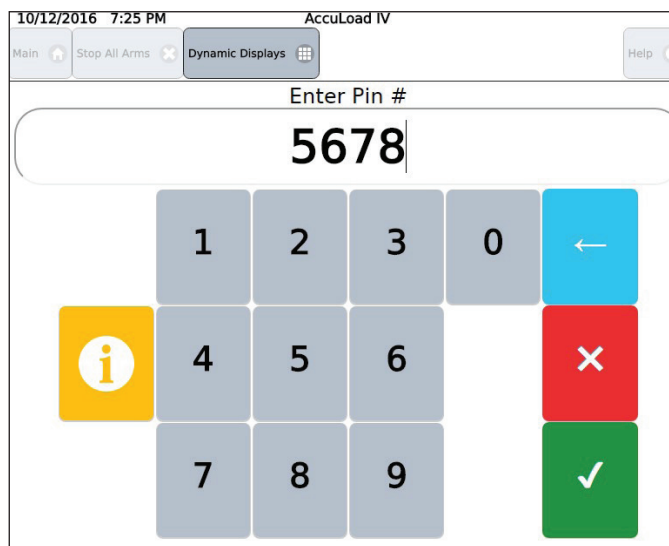 10/12/2016 7:25 PM AccuLoad IV
Main Stop All Arms Dynamic Displays Help
Enter Pin #
5678
1 2 3 0 ←
i 4 5 6 ✕
7 8 9 ✓